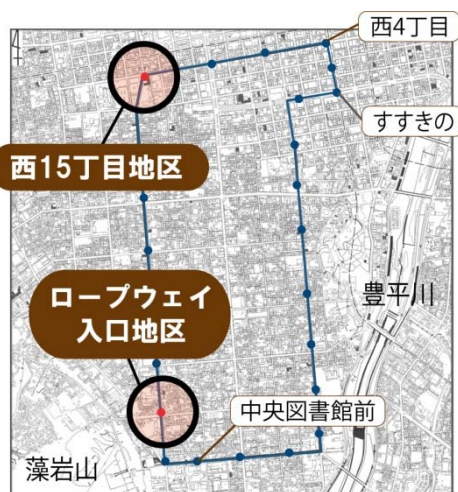 西4丁目
すすきの
西15丁目地区
ロープウェイ
入口地区
豊平川
中央図書館前
藻岩山